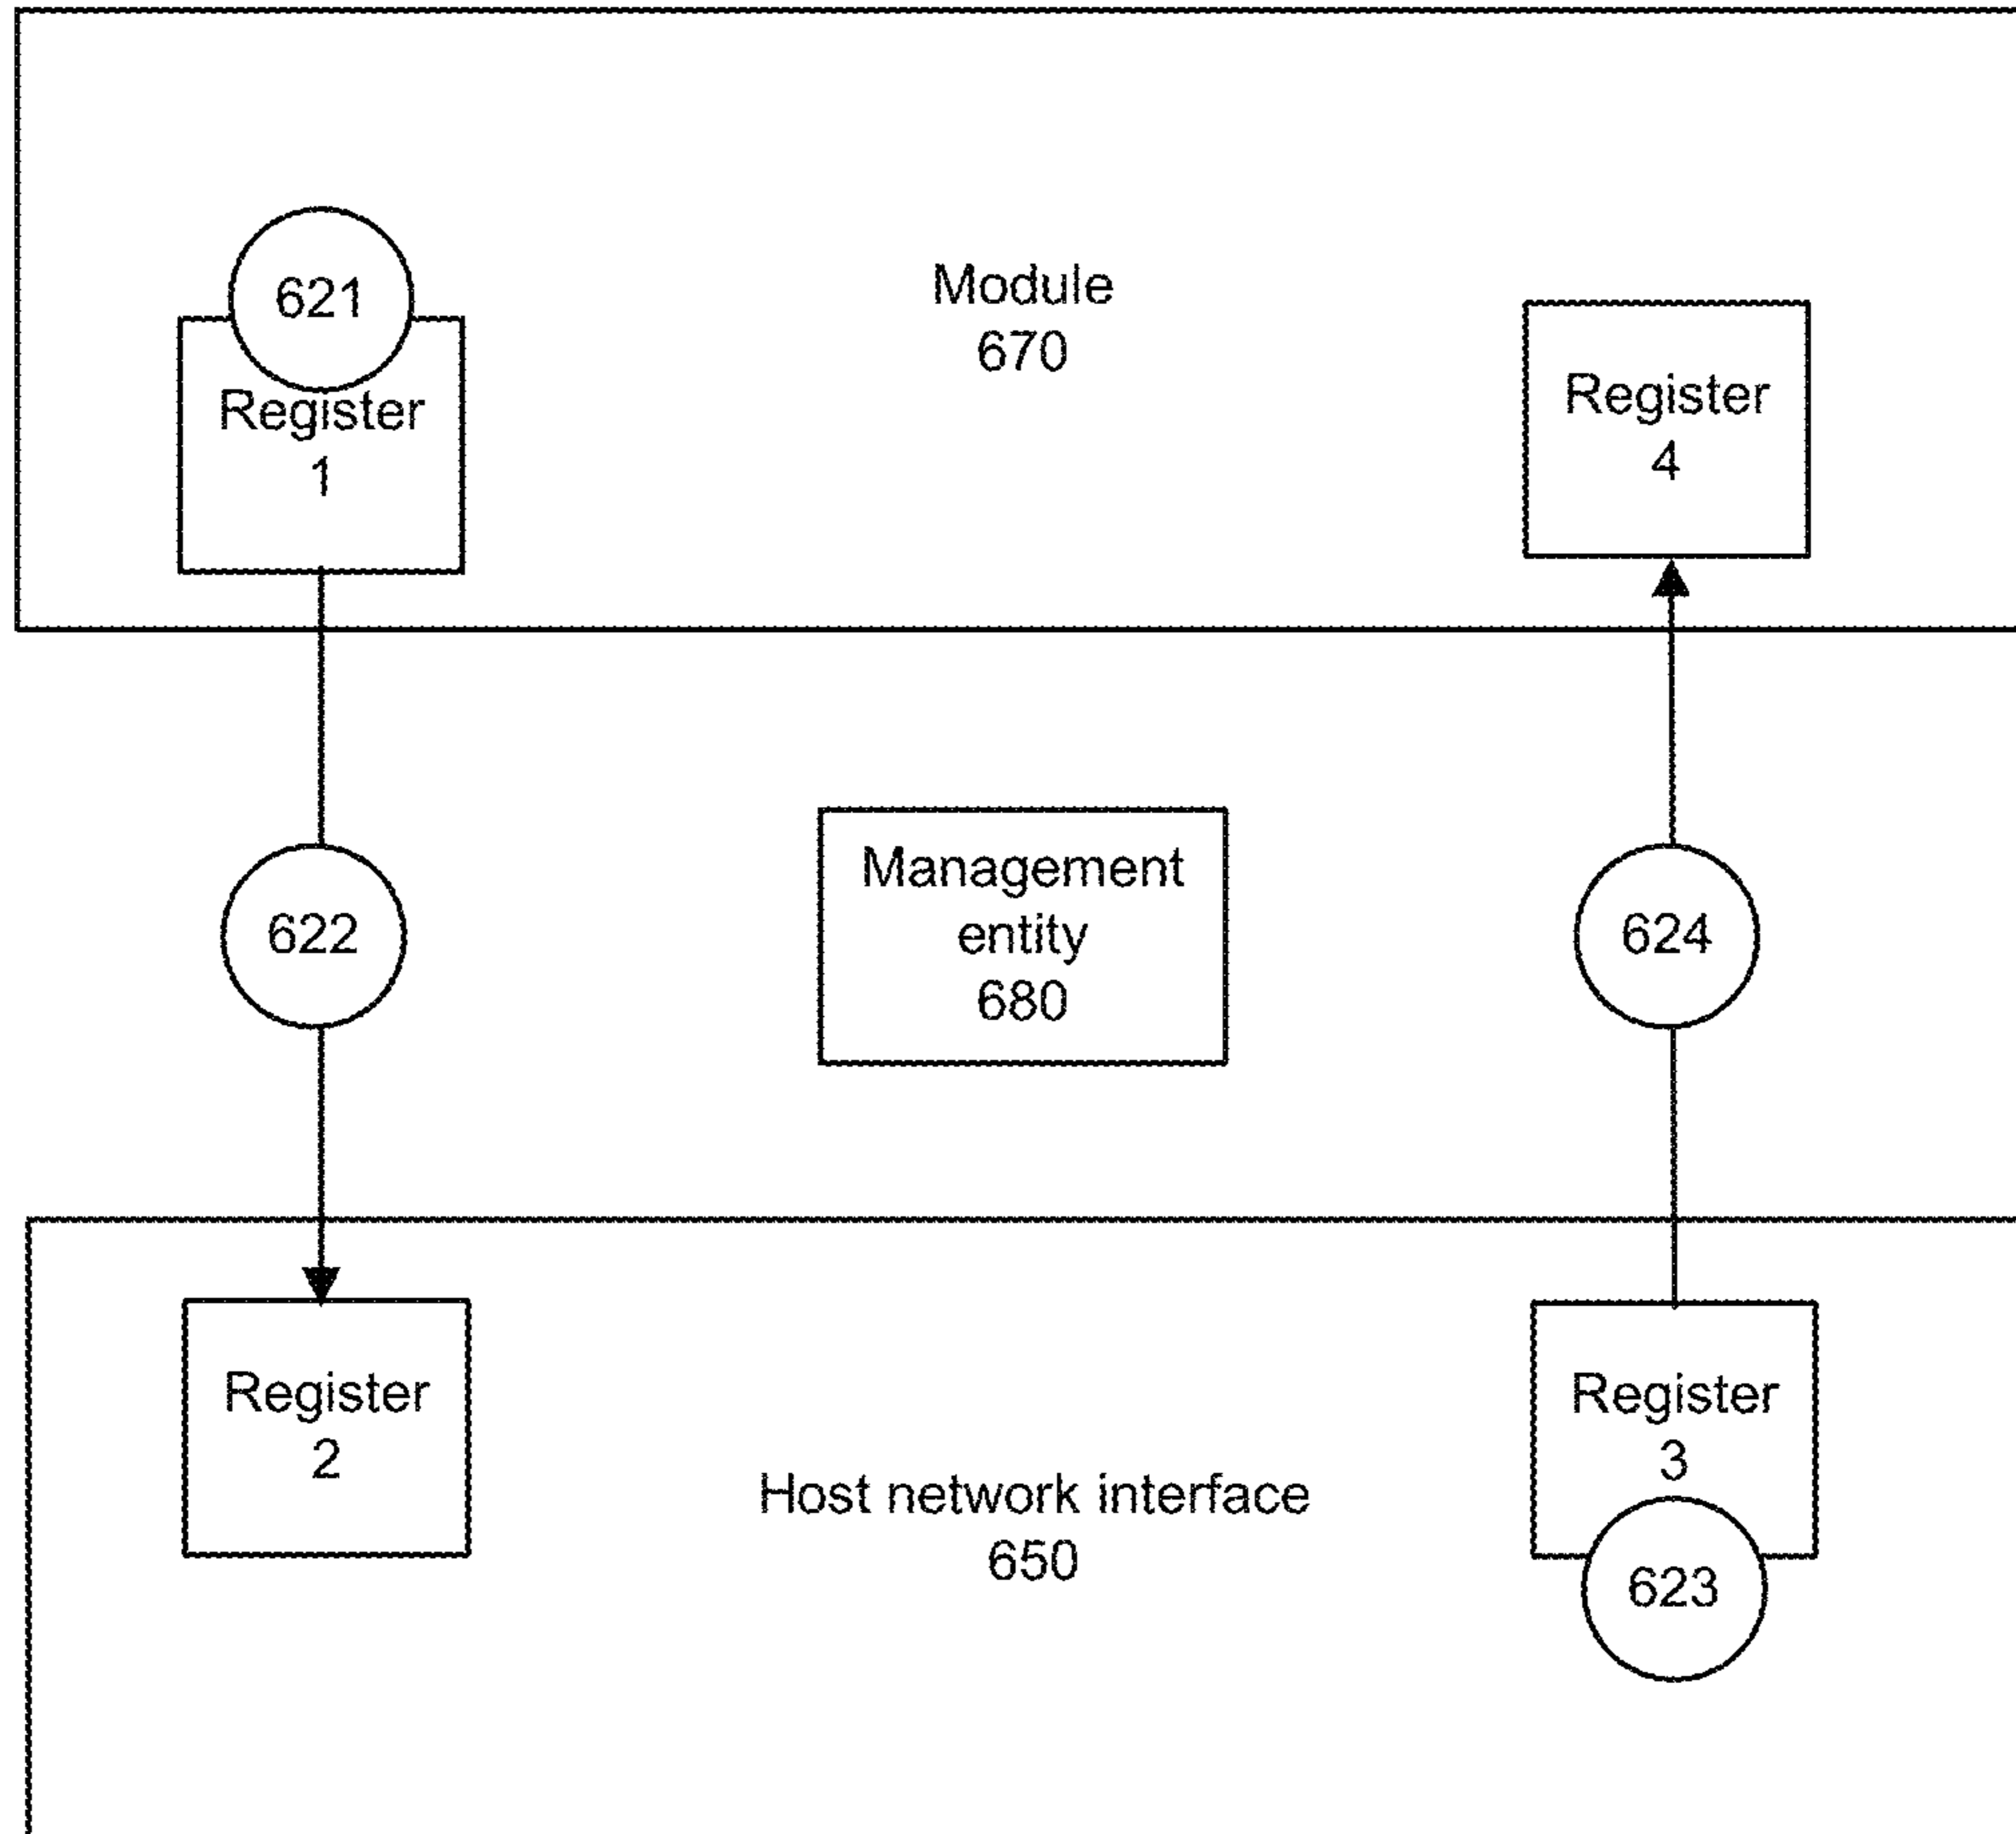 621
Register
1
Module
670
Register
4
622
Management
entity
680
624
Register
2
Host network interface
650
Register
3
623